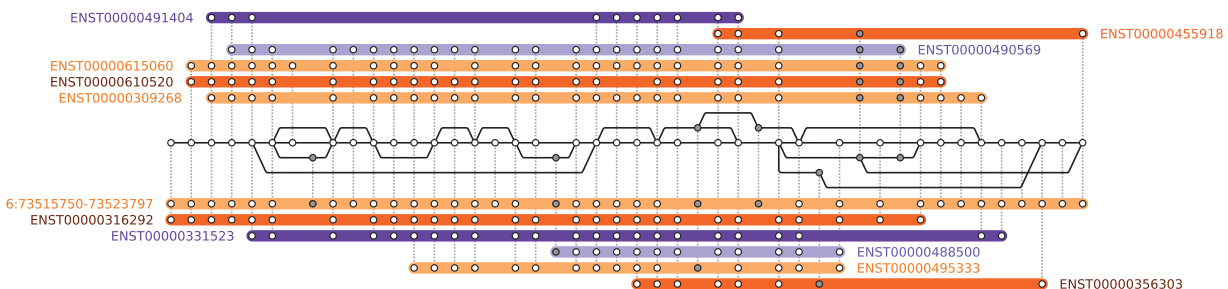 ENST00000491404
ENST00000455918
ENST00000490569
ENST00000615060
ENST00000610520
ENST00000309268
6:73515750-73523797
ENST00000316292
ENST00000331523
ENST00000488500
ENST00000495333
ENST00000356303